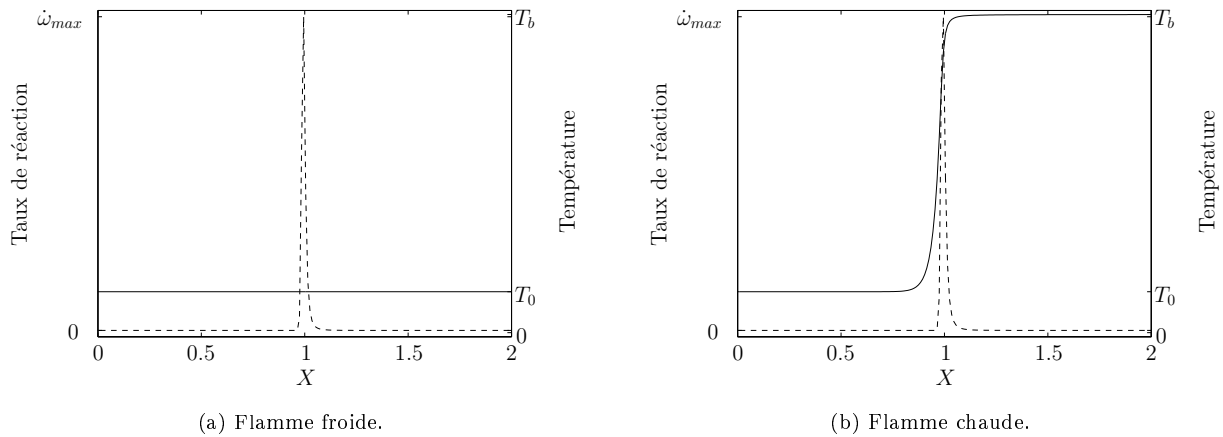 ω̇max
Tb
Taux de réaction
Température
T0
0
0
0
0.5
1
1.5
2
X
(a) Flamme froide.
ω̇max
Tb
Taux de réaction
Température
T0
0
0
0
0.5
1
1.5
2
X
(b) Flamme chaude.